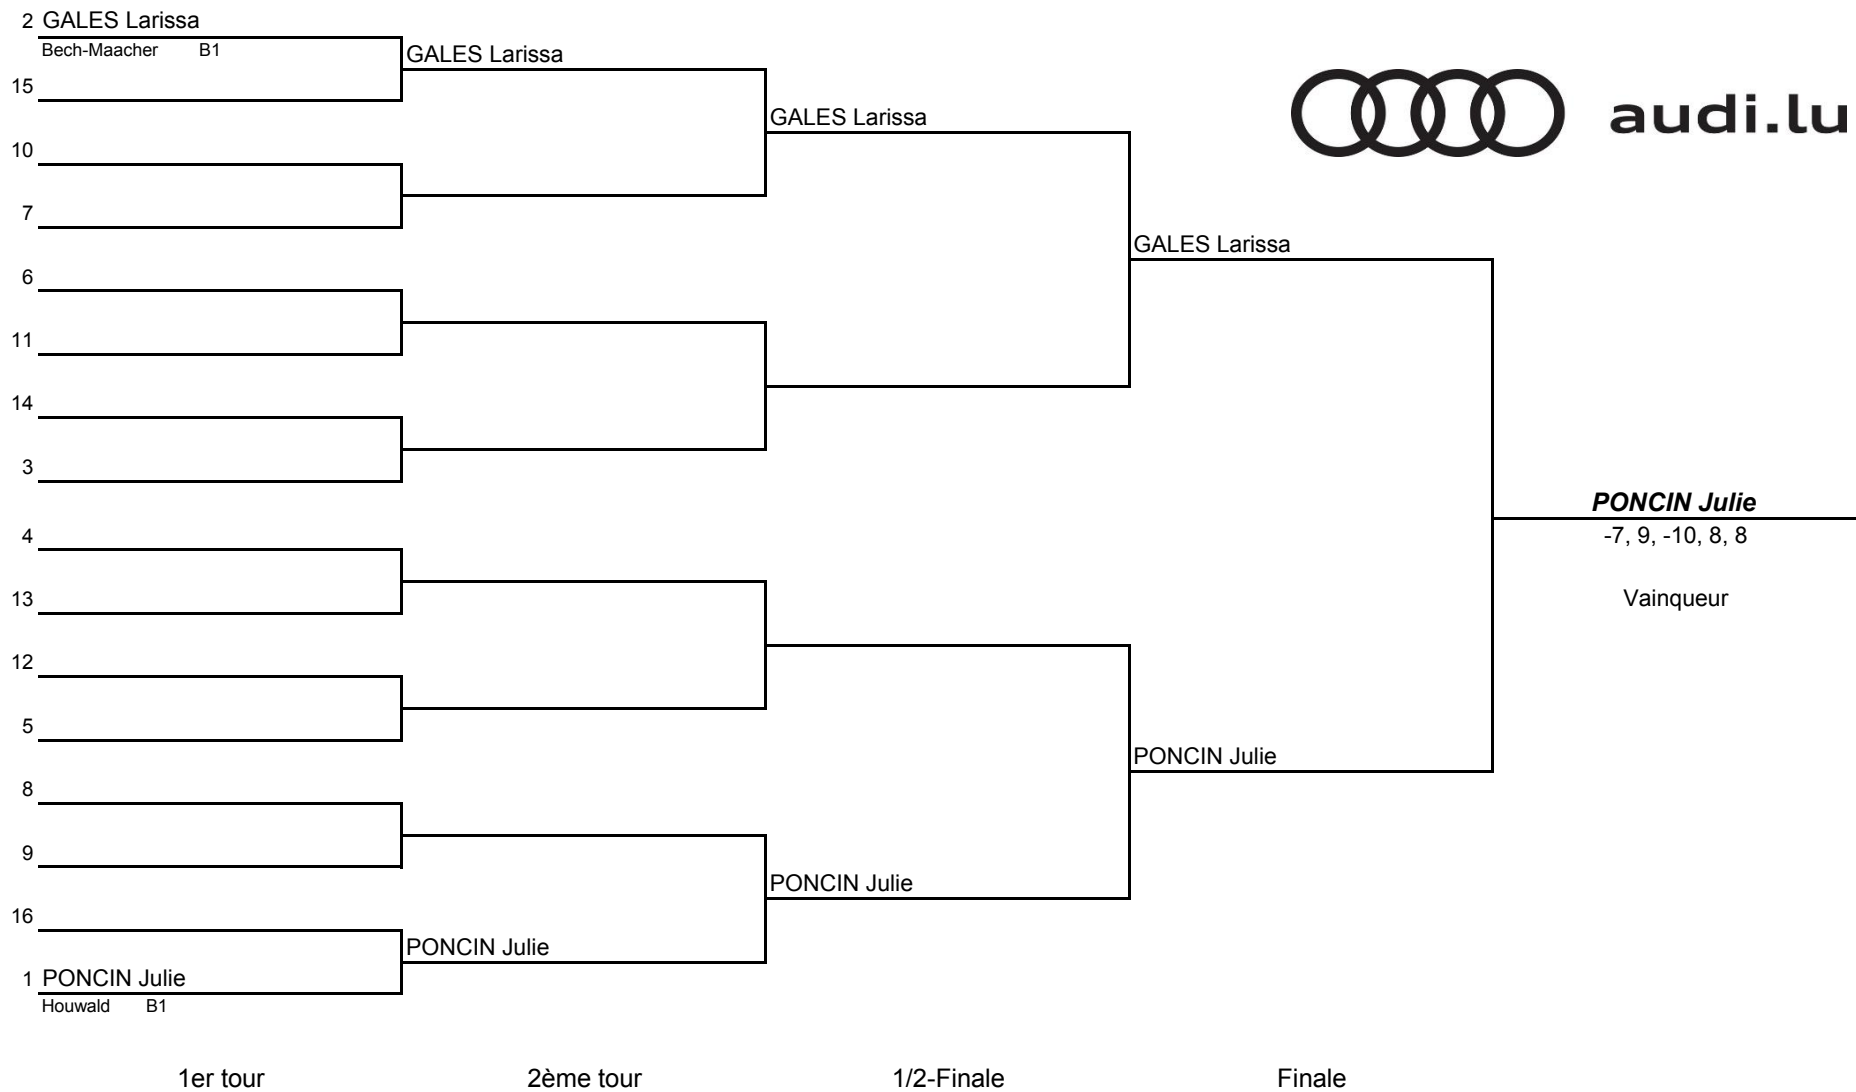 2 GALES Larissa
Bech-Maacher B1
GALES Larissa
15
GALES Larissa
audi.lu
10
7
GALES Larissa
6
11
14
3
PONCIN Julie
-7, 9, -10, 8, 8
4
Vainqueur
13
12
5
PONCIN Julie
8
9
PONCIN Julie
16
PONCIN Julie
1 PONCIN Julie
Houwald B1
1er tour 2ème tour 1/2-Finale Finale